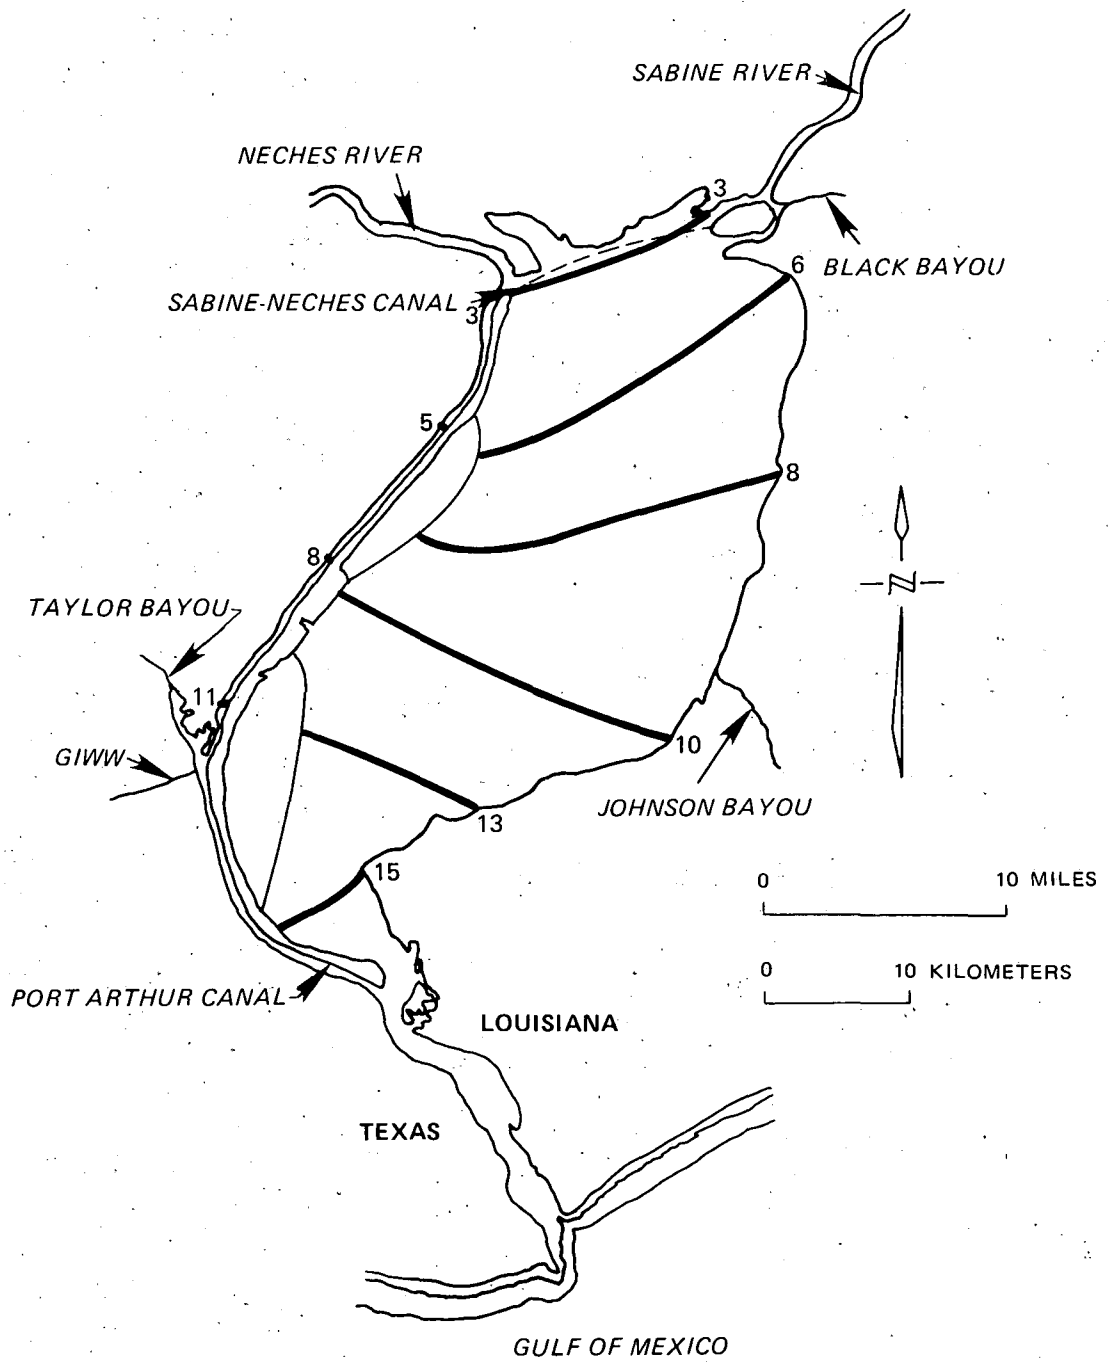 SABINE RIVER
NECHES RIVER
3
6
BLACK BAYOU
SABINE-NECHES CANAL
3
5
8
8
N
TAYLOR BAYOU
11
GIWW
10
JOHNSON BAYOU
13
15
0
10 MILES
0
10 KILOMETERS
PORT ARTHUR CANAL
LOUISIANA
TEXAS
GULF OF MEXICO